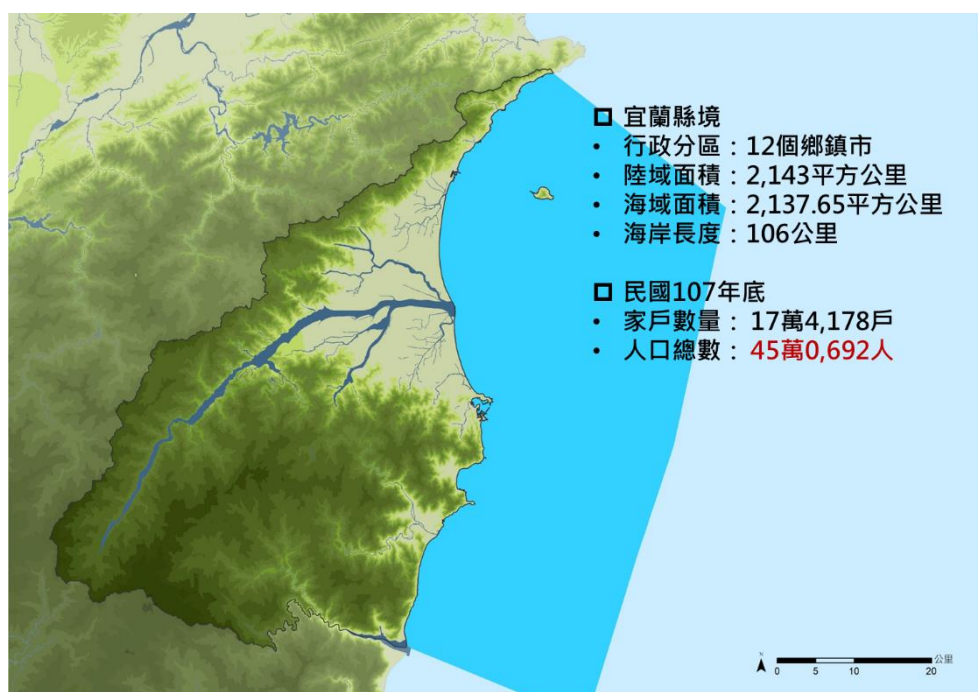 宜蘭縣境
• 行政分區：12個鄉鎮市
• 陸域面積：2,143平方公里
• 海域面積：2,137.65平方公里
• 海岸長度：106公里
民國107年底
• 家戶數量： 17萬4,178戶
• 人口總數： 45萬0,692人
N
公里
0 5 10 20